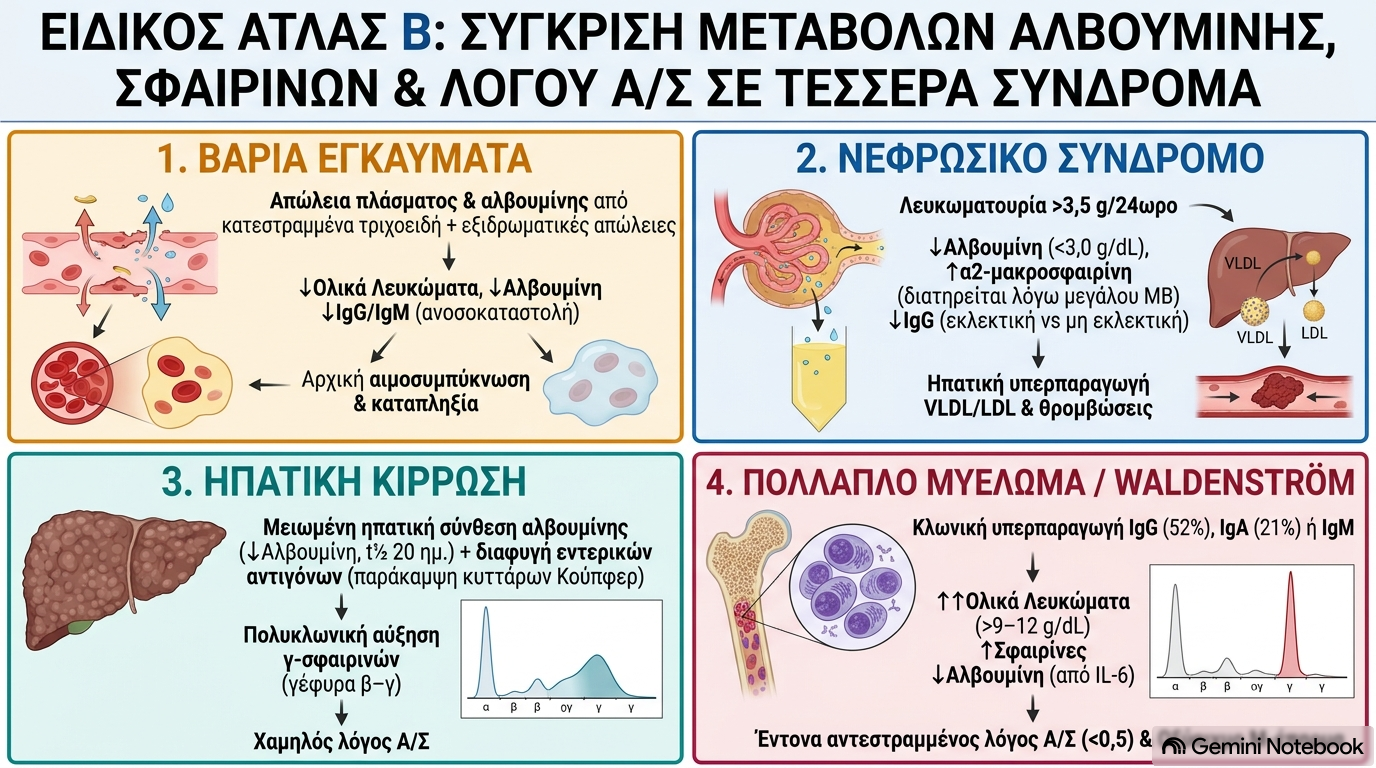 ΕΙΔΙΚΟΣ ΑΤΛΑΣ Β: ΣΥΓΚΡΙΣΗ ΜΕΤΑΒΟΛΩΝ ΑΛΒΟΥΜΙΝΗΣ,
ΣΦΑΙΡΙΝΩΝ & ΛΟΓΟΥ Α/Σ ΣΕ ΤΕΣΣΕΡΑ ΣΥΝΔΡΟΜΑ
1. ΒΑΡΙΑ ΕΓΚΑΥΜΑΤΑ
Απώλεια πλάσματος & αλβουμίνης από
κατεστραμμένα τριχοειδή + εξιδρωματικές απώλειες
↓Ολικά Λευκώματα, ↓Αλβουμίνη
↓IgG/IgM (ανοσοκαταστολή)
Αρχική αιμοσυμπύκνωση
& καταπληξία
2. ΝΕΦΡΩΣΙΚΟ ΣΥΝΔΡΟΜΟ
Λευκωματουρία >3,5 g/24ωρο
↓Αλβουμίνη (<3,0 g/dL),
↑α2-μακροσφαιρίνη
(διατηρείται λόγω μεγάλου ΜΒ)
↓IgG (εκλεκτική vs μη εκλεκτική)
Ηπατική υπερπαραγωγή
VLDL/LDL & θρομβώσεις
VLDL
VLDL
LDL
3. ΗΠΑΤΙΚΗ ΚΙΡΡΩΣΗ
Μειωμένη ηπατική σύνθεση αλβουμίνης
(↓Αλβουμίνη, t½ 20 ημ.) + διαφυγή εντερικών
αντιγόνων (παράκαμψη κυττάρων Κούπφερ)
Πολυκλωνική αύξηση
γ-σφαιρινών
(γέφυρα β–γ)
Χαμηλός λόγος Α/Σ
α β β ογ γ γ
4. ΠΟΛΛΑΠΛΟ ΜΥΕΛΩΜΑ / WALDENSTRÖM
Κλωνική υπερπαραγωγή IgG (52%), IgA (21%) ή IgM
↑↑Ολικά Λευκώματα
(>9–12 g/dL)
↑Σφαιρίνες
↓Αλβουμίνη (από IL-6)
α β β ογ γ γ
Έντονα αντεστραμμένος λόγος Α/Σ (<0,5) &
Gemini Notebook